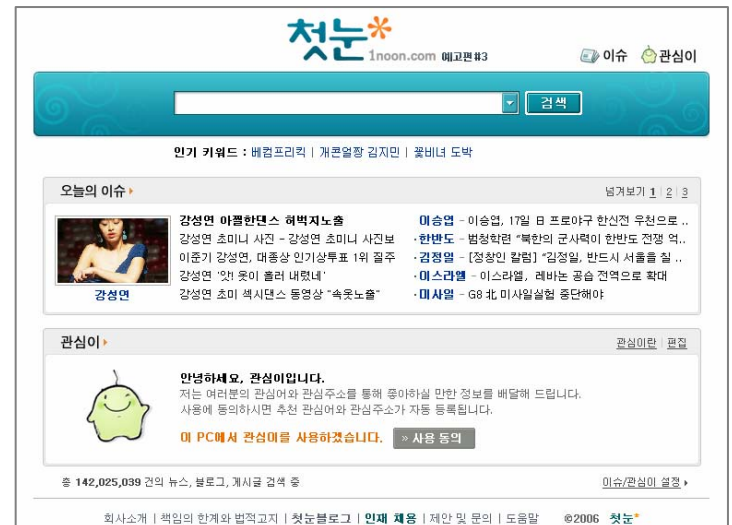 첫눈*
1noon.com 예고편#3
이슈 관심이
검색
인기 키워드 : 베컴프리킥 | 개콘얼짱 김지민 | 꽃비녀 도박
오늘의 이슈
넘겨보기 1 | 2 | 3
강성연
강성연 아찔한댄스 허벅지노출
강성연 초미니 사진 - 강성연 초미니 사진보
이준기 강성연, 대종상 인기상투표 1위 질주
강성연 '앗! 옷이 흘러 내렸네'
강성연 초미 섹시댄스 동영상 "속옷노출"
이승엽 - 이승엽, 17일 日 프로야구 한신전 우천으로 ..
·한반도 - 범청학련 "북한의 군사력이 한반도 전쟁 억..
·김정일 - [정창인 칼럼] "김정일, 반드시 서울을 칠 ..
·이스라엘 - 이스라엘, 레바논 공습 전역으로 확대
·미사일 - G8 北 미사일실험 중단해야
관심이
관심이란 | 편집
안녕하세요, 관심이입니다.
저는 여러분의 관심어와 관심주소를 통해 좋아하실 만한 정보를 배달해 드립니다.
사용에 동의하시면 추천 관심어와 관심주소가 자동 등록됩니다.
이 PC에서 관심이를 사용하겠습니다. » 사용 동의
총 142,025,039 건의 뉴스, 블로그, 게시글 검색 중
이슈/관심이 설정
회사소개 | 책임의 한계와 법적고지 | 첫눈블로그 | 인재 채용 | 제안 및 문의 | 도움말 ©2006 첫눈*